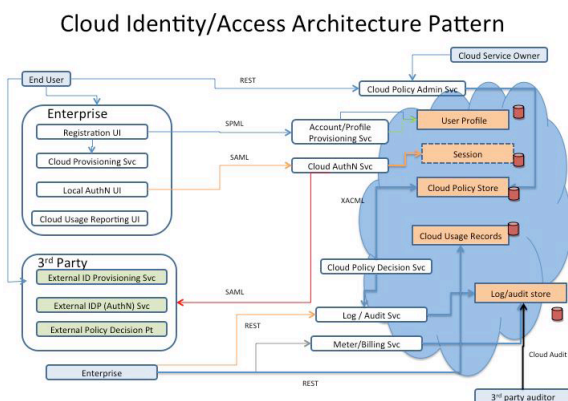 Cloud Identity/Access Architecture Pattern
Cloud Service Owner
End User
REST
Cloud Policy Admin Svc
Enterprise
Registration UI
SPML
Account/Profile
Provisioning Svc
User Profile
Cloud Provisioning Svc
SAML
Cloud AuthN Svc
Session
Local AuthN UI
XACML
Cloud Policy Store
Cloud Usage Reporting UI
Cloud Usage Records
3rd Party
External ID Provisioning Svc
Cloud Policy Decision Svc
SAML
Log/audit store
External IDP (AuthN) Svc
Log / Audit Svc
External Policy Decision Pt
REST
Meter/Billing Svc
Cloud Audit
Enterprise
REST
3rd party auditor